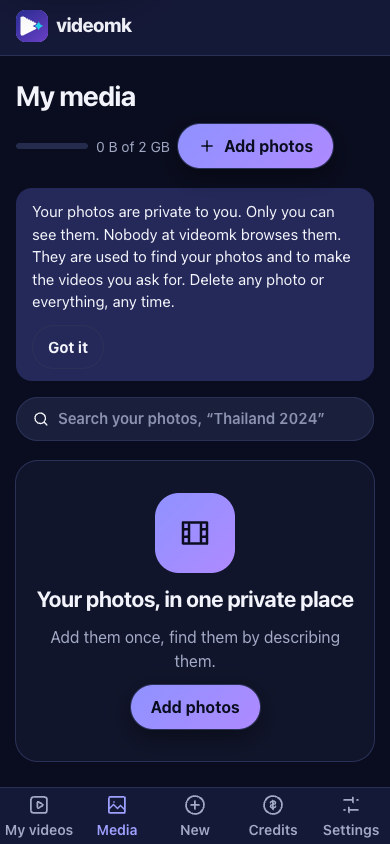 videomk
My media
0 B of 2 GB
Add photos
Your photos are private to you. Only you can
see them. Nobody at videomk browses them.
They are used to find your photos and to make
the videos you ask for. Delete any photo or
everything, any time.
Got it
Search your photos, “Thailand 2024”
Your photos, in one private place
Add them once, find them by describing
them.
Add photos
My videos
Media
New
Credits
Settings